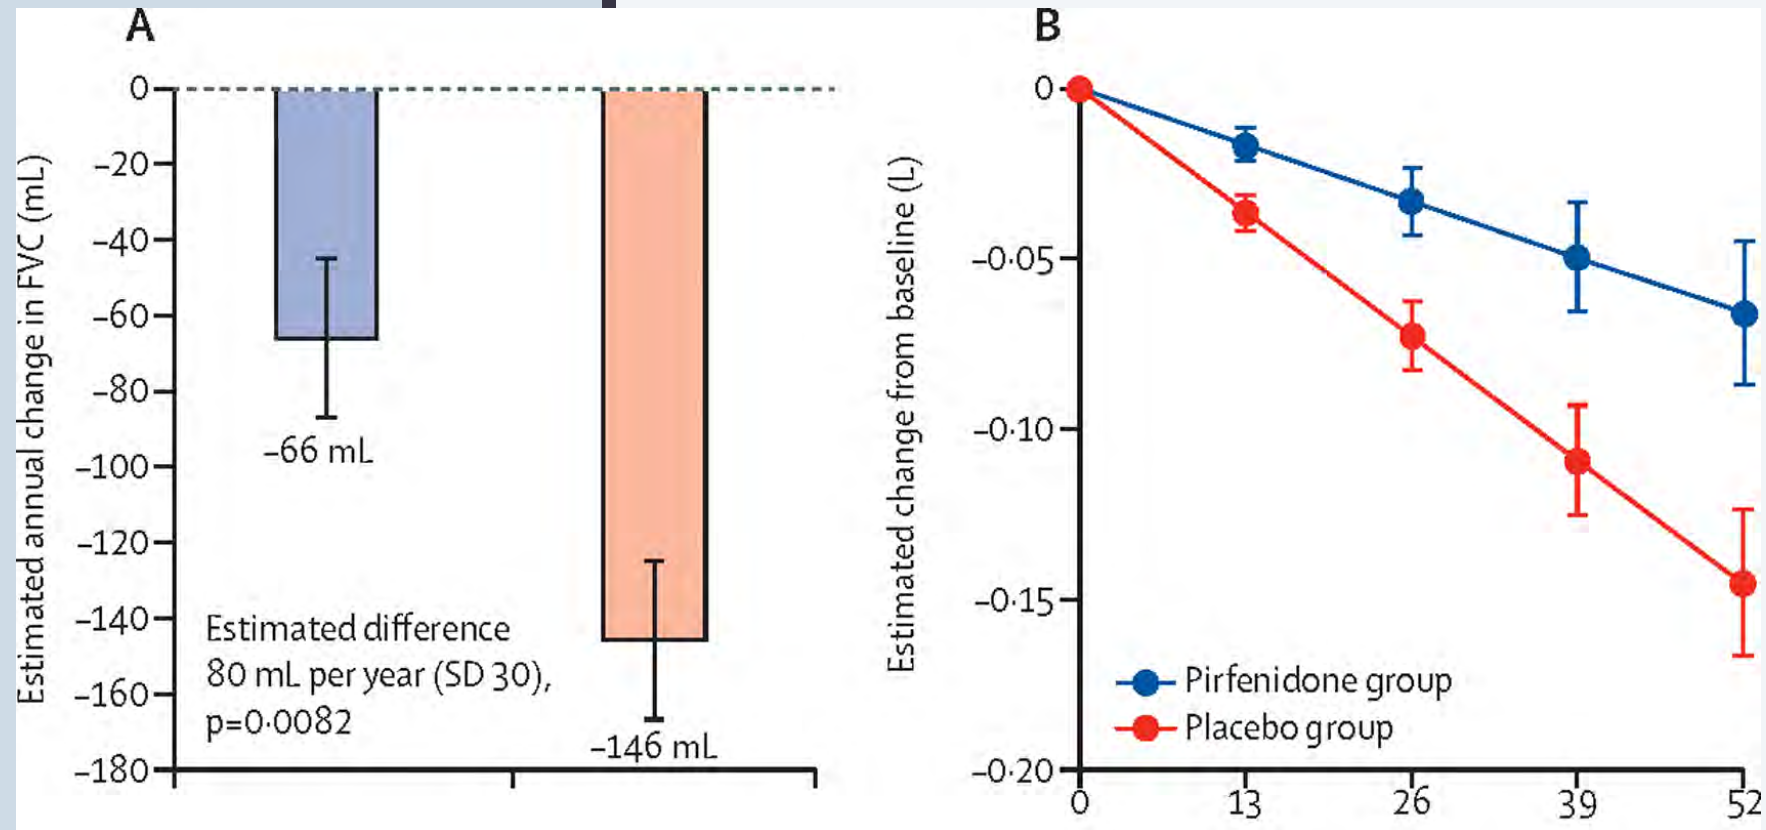 A
Estimated annual change in FVC (mL)
0
–20
–40
–60
–80
–100
–120
–140
–160
–180
–66 mL
–146 mL
Estimated difference
80 mL per year (SD 30),
p=0·0082
B
Estimated change from baseline (L)
0
–0·05
–0·10
–0·15
–0·20
Pirfenidone group
Placebo group
0 13 26 39 52